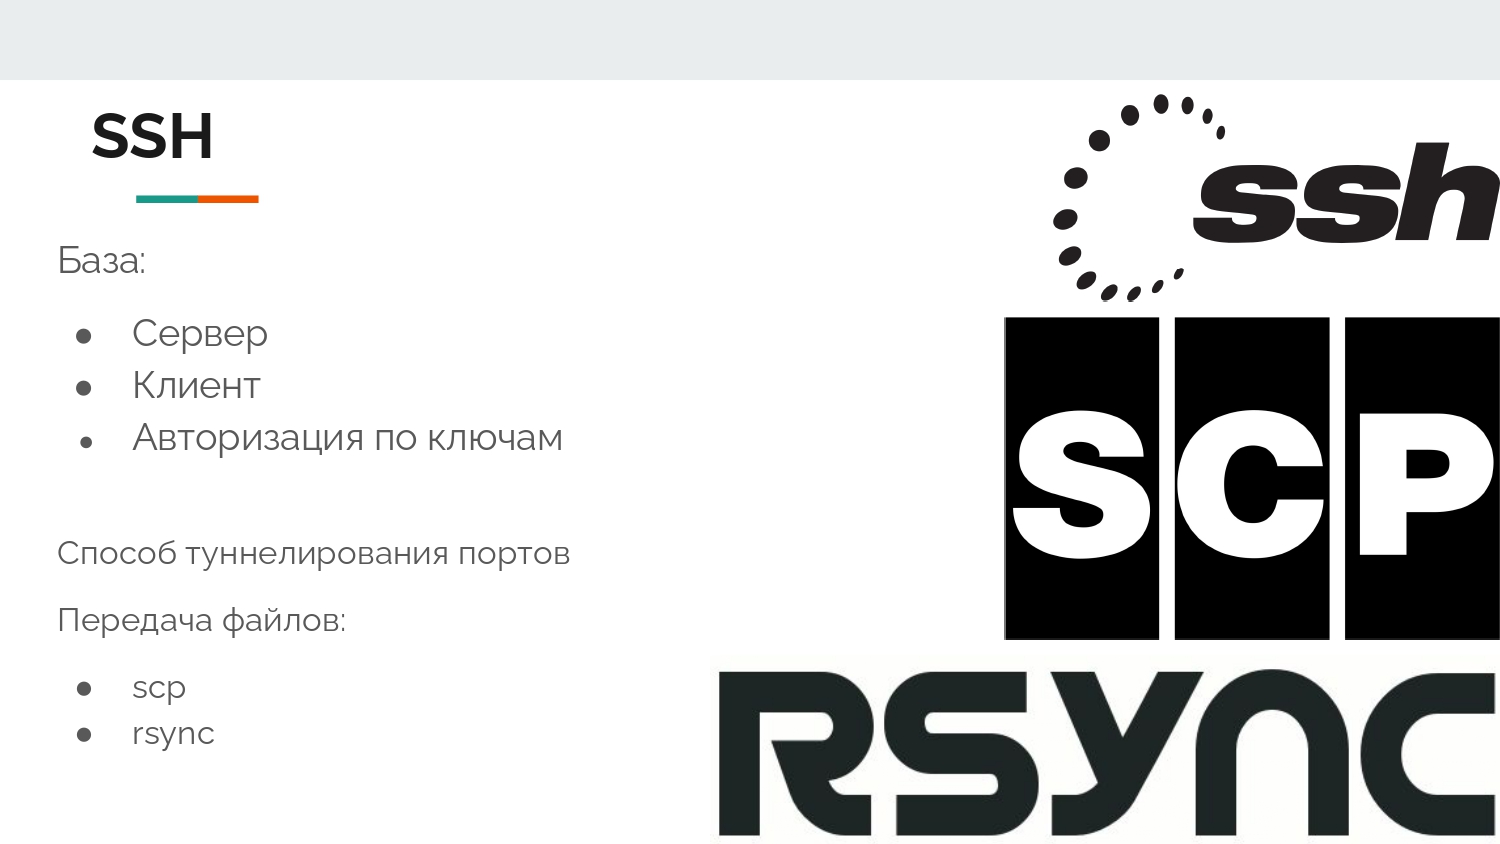 SSH
База:
● Сервер
● Клиент
● Авторизация по ключам
Способ туннелирования портов
Передача файлов:
● scp
● rsync
ssh
SCP
RSYNC